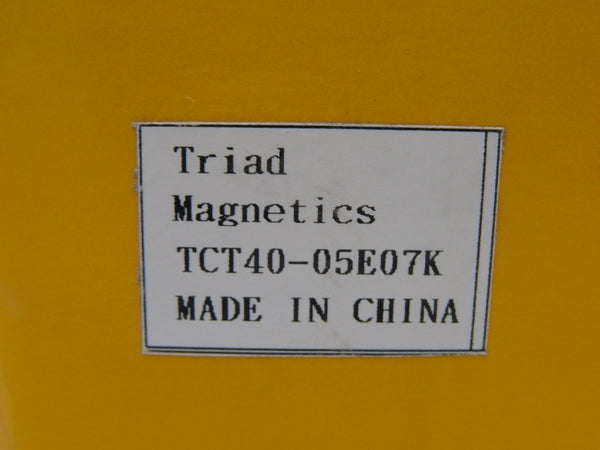 Triad
Magnetics
TCT40-05E07K
MADE IN CHINA